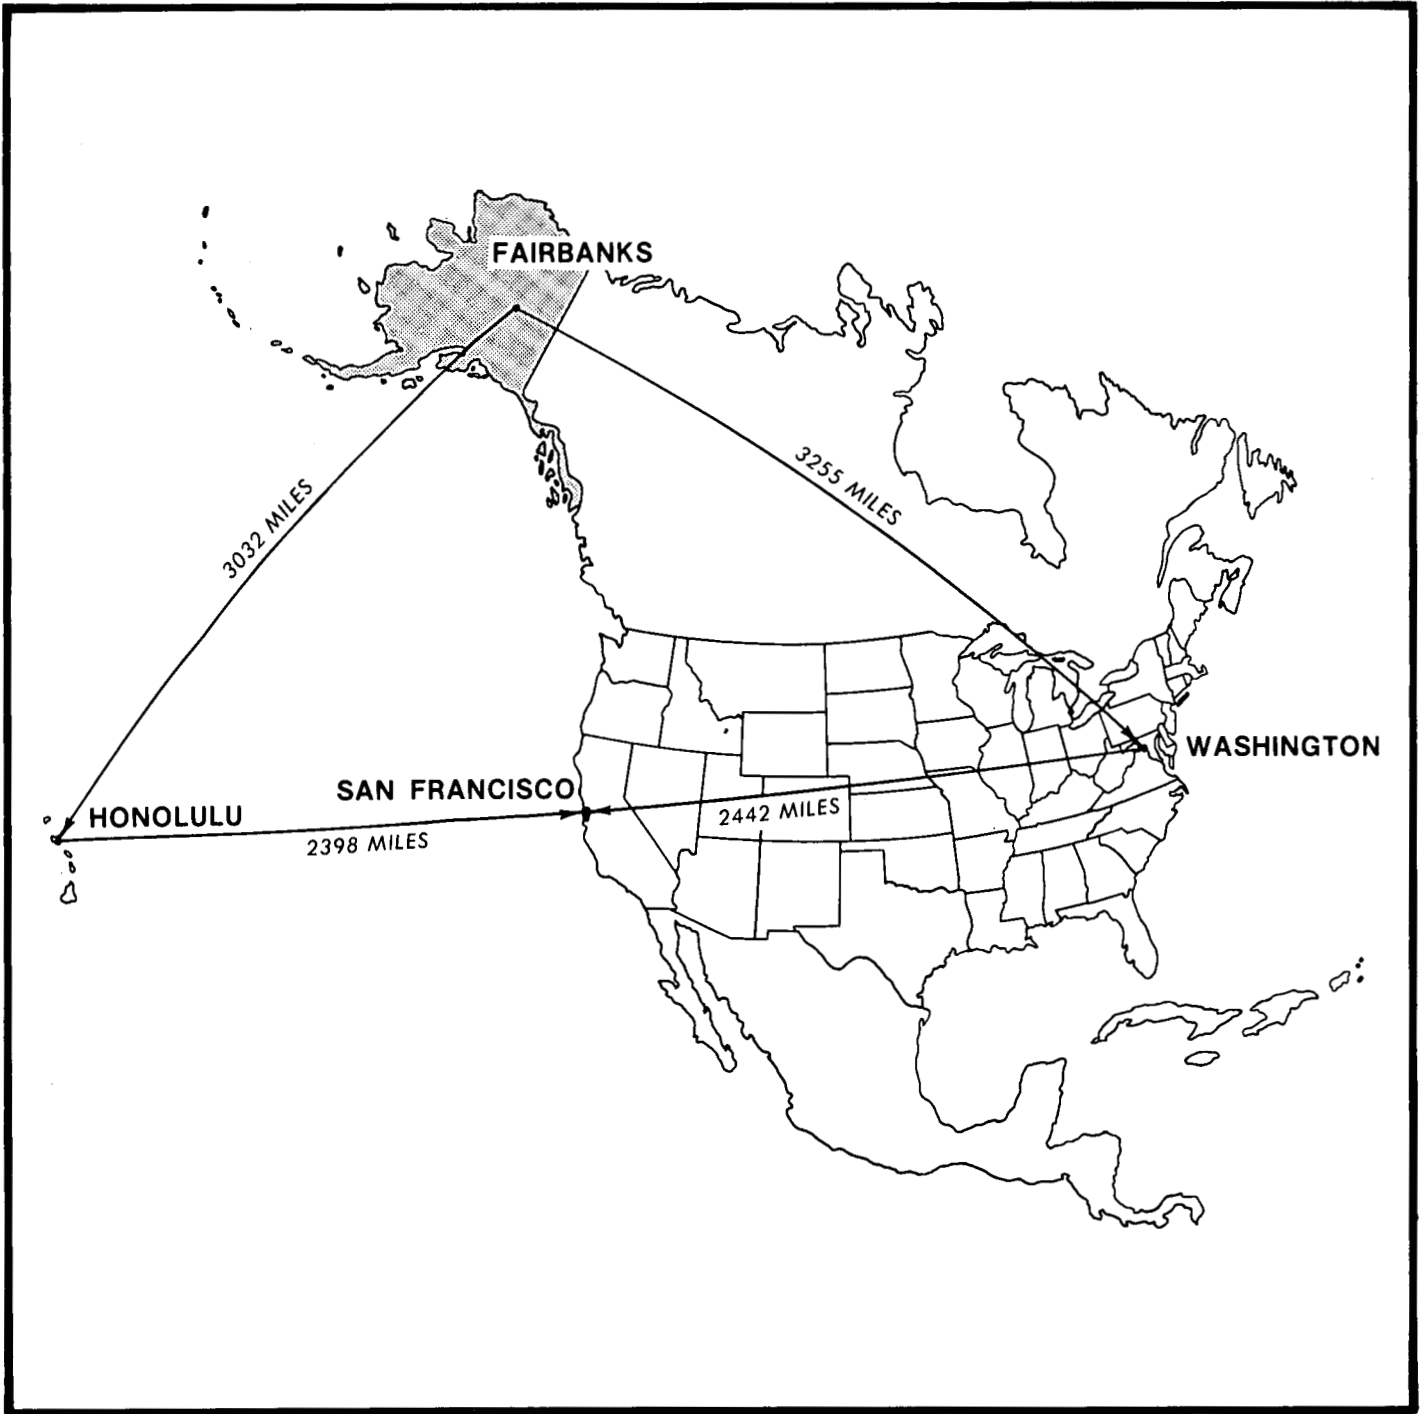 FAIRBANKS
3255 MILES
3032 MILES
WASHINGTON
SAN FRANCISCO
HONOLULU
2442 MILES
2398 MILES